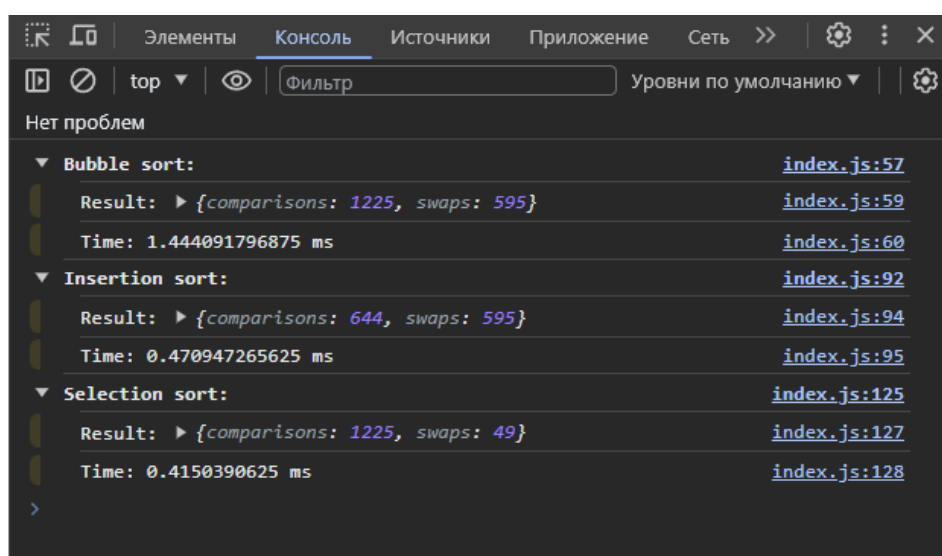 Элементы Консоль Источники Приложение Сеть
top Фильтр Уровни по умолчанию
Нет проблем
Bubble sort: index.js:57
Result: {comparisons: 1225, swaps: 595} index.js:59
Time: 1.444091796875 ms index.js:60
Insertion sort: index.js:92
Result: {comparisons: 644, swaps: 595} index.js:94
Time: 0.470947265625 ms index.js:95
Selection sort: index.js:125
Result: {comparisons: 1225, swaps: 49} index.js:127
Time: 0.4150390625 ms index.js:128